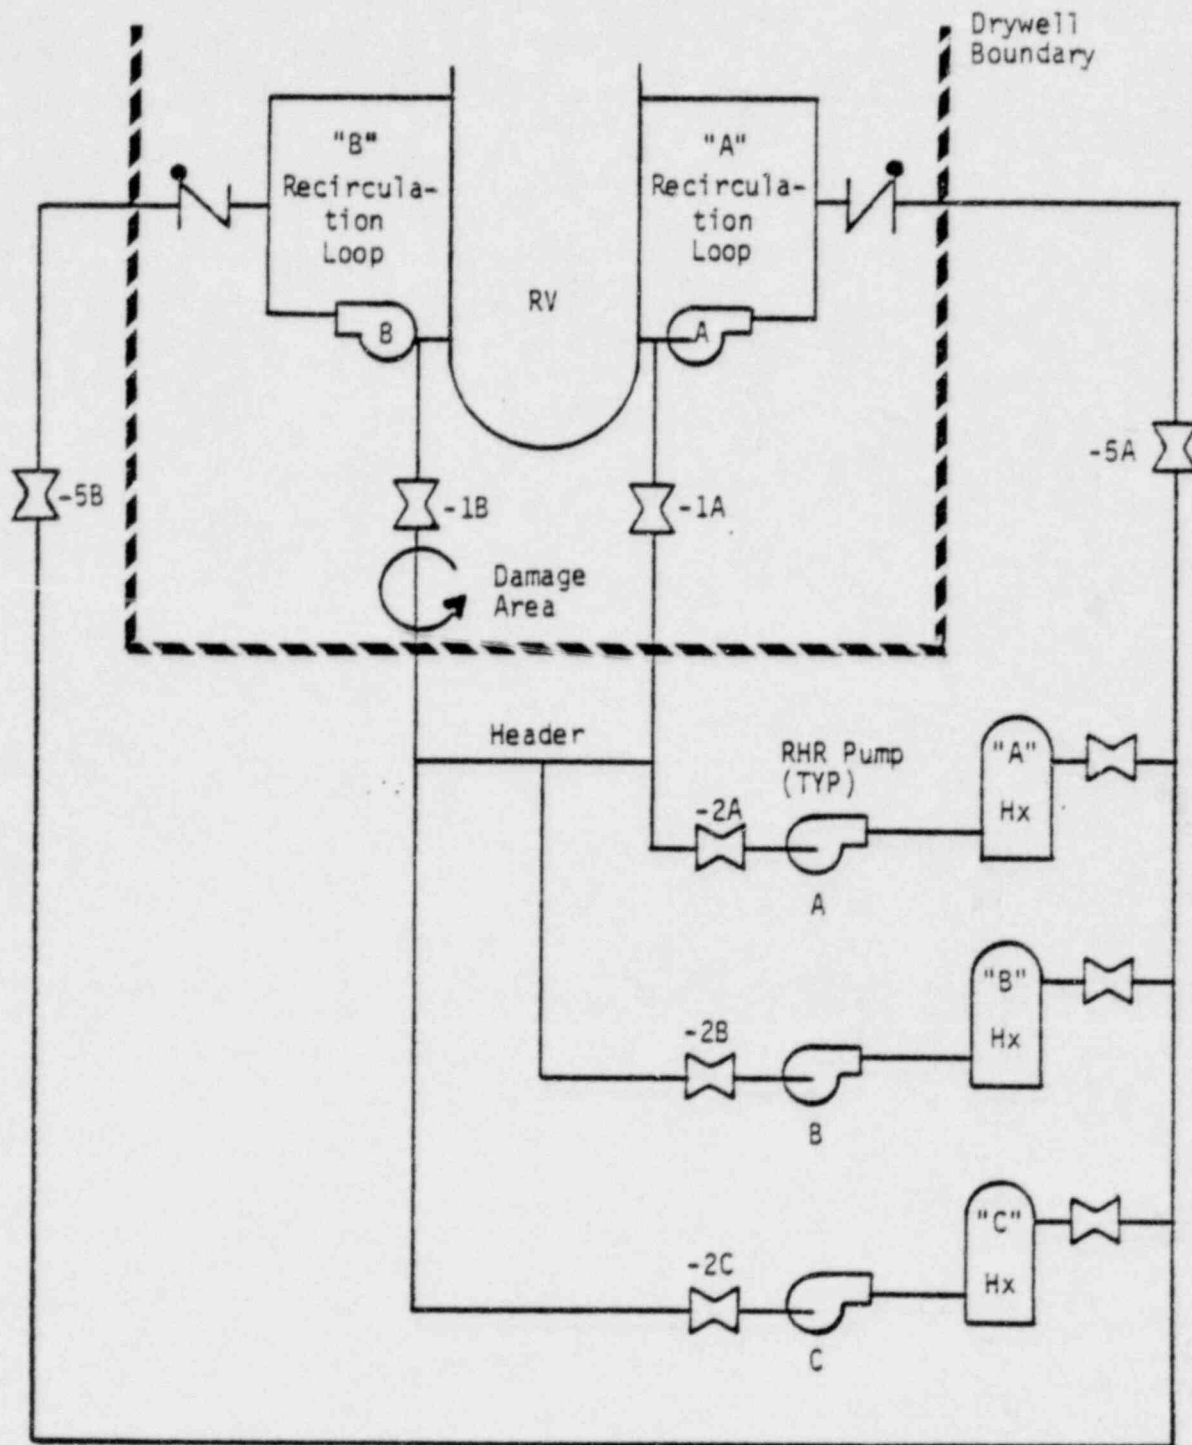 Drywell
Boundary
"B"
Recircula-
tion
Loop
"A"
Recircula-
tion
Loop
RV
B
A
-5A
-5B
-1B
-1A
Damage
Area
Header
RHR Pump
(TYP)
"A"
Hx
-2A
A
"B"
Hx
-2B
B
"C"
Hx
-2C
C